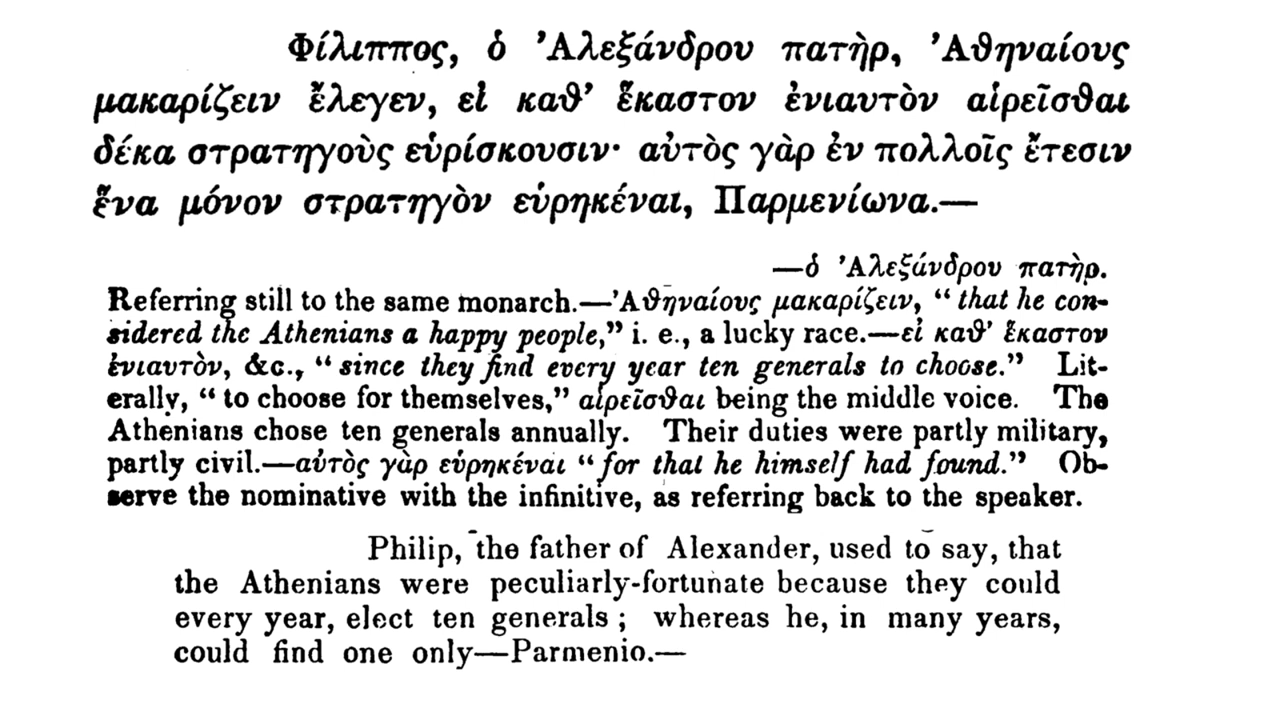 Φίλιππος, ὁ Ἀλεξάνδρου πατὴρ, Ἀθηναίους
μακαρίζειν ἔλεγεν, εἰ καθ’ ἕκαστον ἐνιαυτὸν αἱρεῖσθαι
δέκα στρατηγοὺς εὑρίσκουσιν· αὐτὸς γὰρ ἐν πολλοῖς ἔτεσιν
ἕνα μόνον στρατηγὸν εὑρηκέναι, Παρμενίωνα.—
—ὁ Ἀλεξάνδρου πατὴρ.
Referring still to the same monarch.—Ἀθηναίους μακαρίζειν, “that he con-
sidered the Athenians a happy people,” i. e., a lucky race.—εἰ καθ’ ἕκαστον
ἐνιαυτὸν, &c., “since they find every year ten generals to choose.” Lit-
erally, “to choose for themselves,” αἱρεῖσθαι being the middle voice. The
Athenians chose ten generals annually. Their duties were partly military,
partly civil.—αὐτὸς γὰρ εὑρηκέναι “for that he himself had found.” Ob-
serve the nominative with the infinitive, as referring back to the speaker.
Philip, the father of Alexander, used to say, that
the Athenians were peculiarly-fortunate because they could
every year, elect ten generals; whereas he, in many years,
could find one only—Parmenio.—